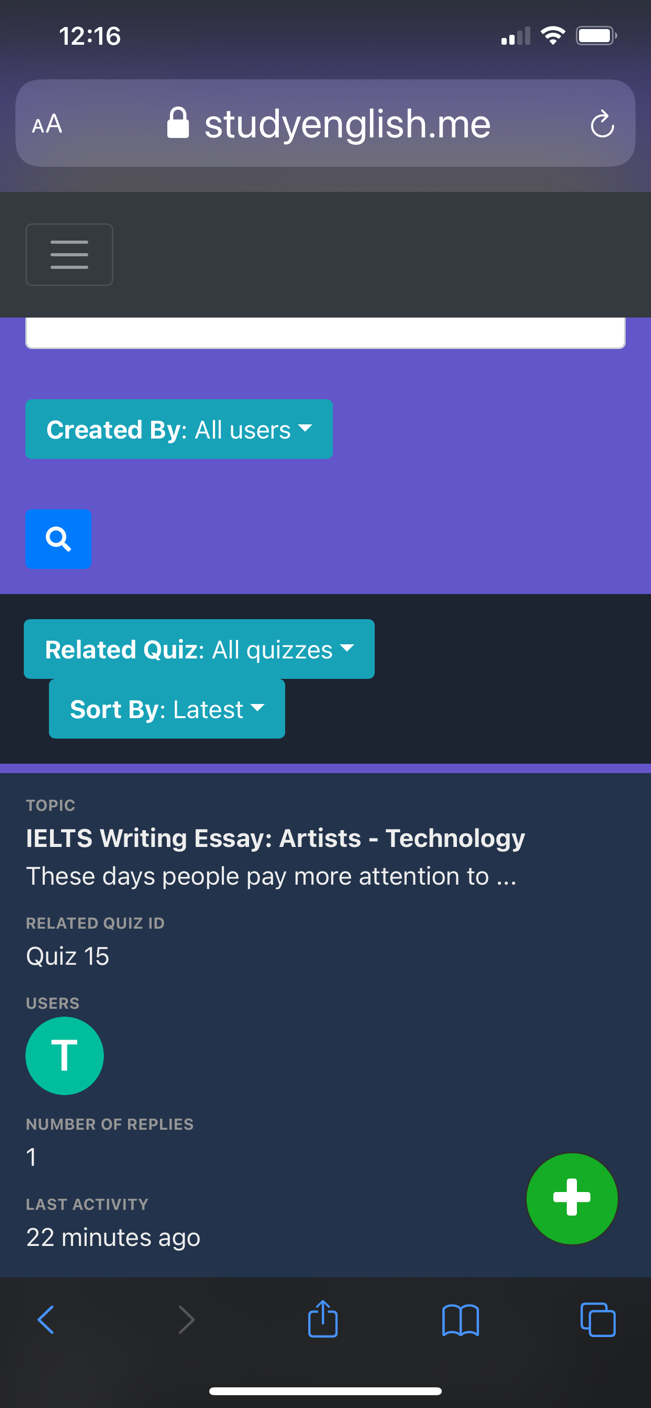 12:16
AA studyenglish.me
Created By: All users
Related Quiz: All quizzes
Sort By: Latest
TOPIC
IELTS Writing Essay: Artists - Technology
These days people pay more attention to ...
RELATED QUIZ ID
Quiz 15
USERS
T
NUMBER OF REPLIES
1
LAST ACTIVITY
22 minutes ago